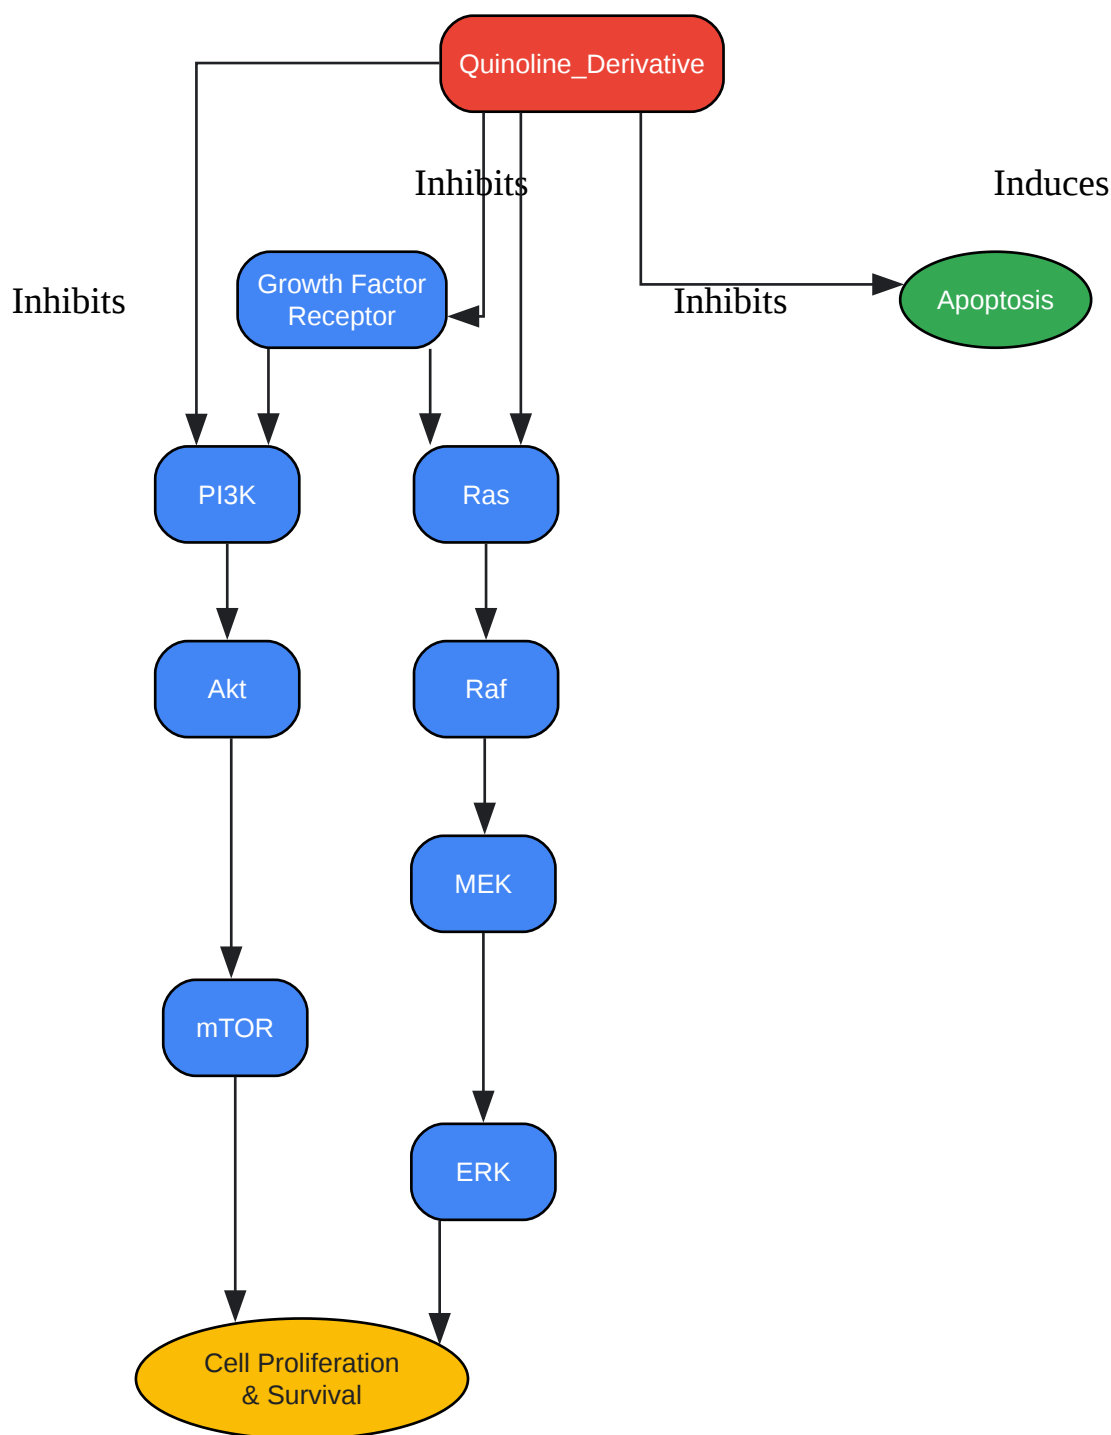 Quinoline_Derivative
Inhibits
Induces
Growth Factor
Receptor
Inhibits
Inhibits
Apoptosis
PI3K
Ras
Akt
Raf
MEK
mTOR
ERK
Cell Proliferation
& Survival